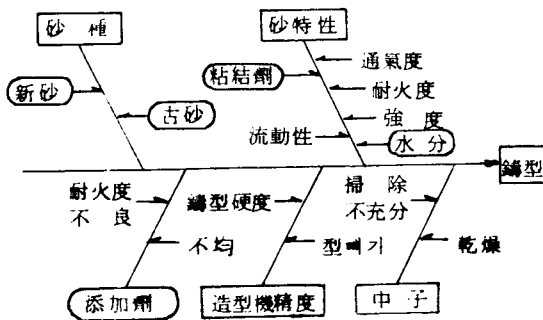 砂種
砂特性
通氣度
粘結劑
新砂
耐火度
古砂
強度
流動性
水分
鑄型
耐火度
不良
鑄型硬度
掃除
不充分
不均
型빼기
乾燥
添加劑
造型機精度
中子